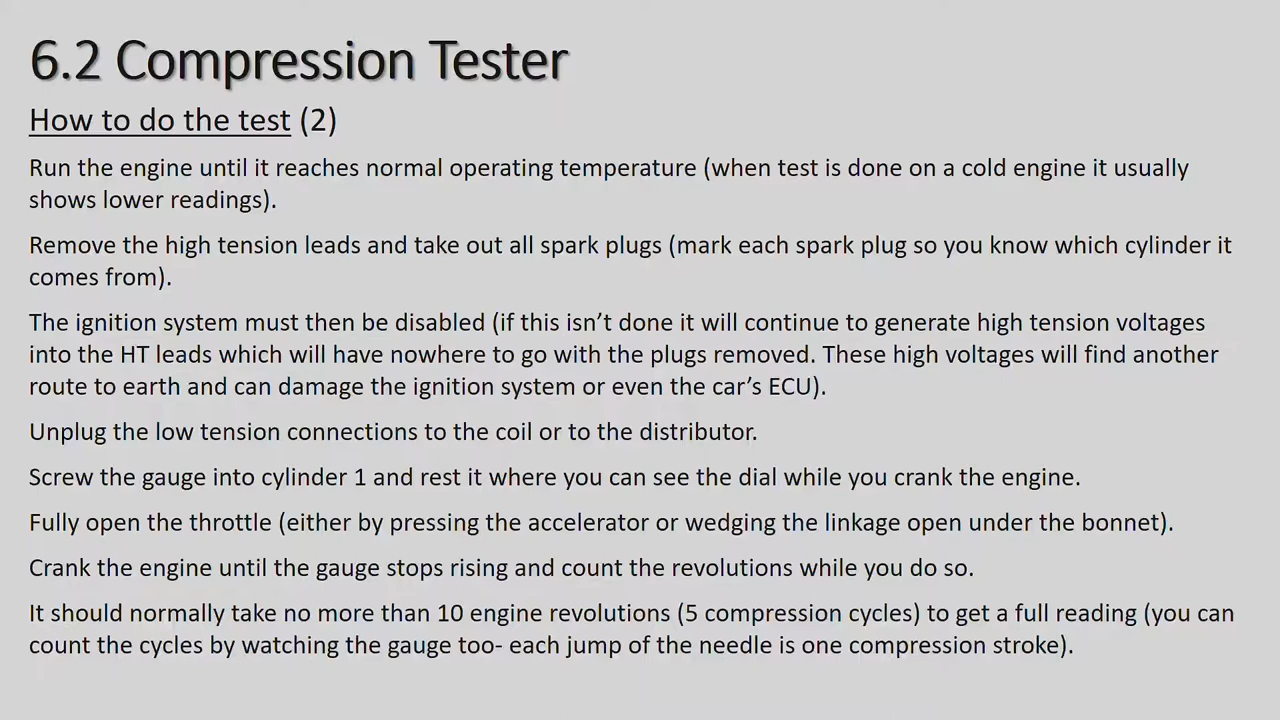 6.2 Compression Tester
How to do the test (2)
Run the engine until it reaches normal operating temperature (when test is done on a cold engine it usually
shows lower readings).
Remove the high tension leads and take out all spark plugs (mark each spark plug so you know which cylinder it
comes from).
The ignition system must then be disabled (if this isn’t done it will continue to generate high tension voltages
into the HT leads which will have nowhere to go with the plugs removed. These high voltages will find another
route to earth and can damage the ignition system or even the car’s ECU).
Unplug the low tension connections to the coil or to the distributor.
Screw the gauge into cylinder 1 and rest it where you can see the dial while you crank the engine.
Fully open the throttle (either by pressing the accelerator or wedging the linkage open under the bonnet).
Crank the engine until the gauge stops rising and count the revolutions while you do so.
It should normally take no more than 10 engine revolutions (5 compression cycles) to get a full reading (you can
count the cycles by watching the gauge too- each jump of the needle is one compression stroke).